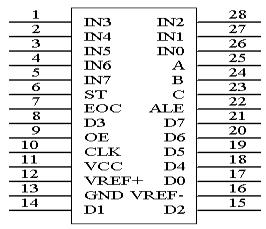 1 IN3 IN2 28
2 IN4 IN1 27
3 IN5 IN0 26
4 IN6 A 25
5 IN7 B 24
6 ST C 23
7 EOC ALE 22
8 D3 D7 21
9 OE D6 20
10 CLK D5 19
11 VCC D4 18
12 VREF+ D0 17
13 GND VREF- 16
14 D1 D2 15